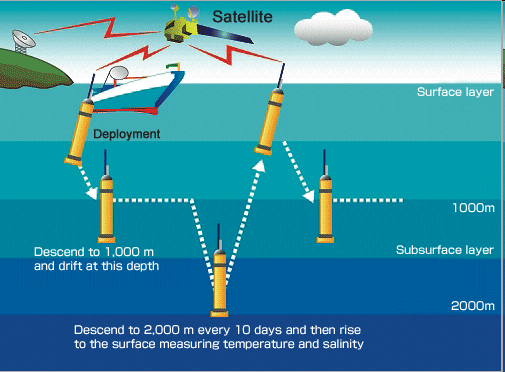 Satellite
Surface layer
Deployment
1000m
Descend to 1,000 m
and drift at this depth
Subsurface layer
2000m
Descend to 2,000 m every 10 days and then rise
to the surface measuring temperature and salinity